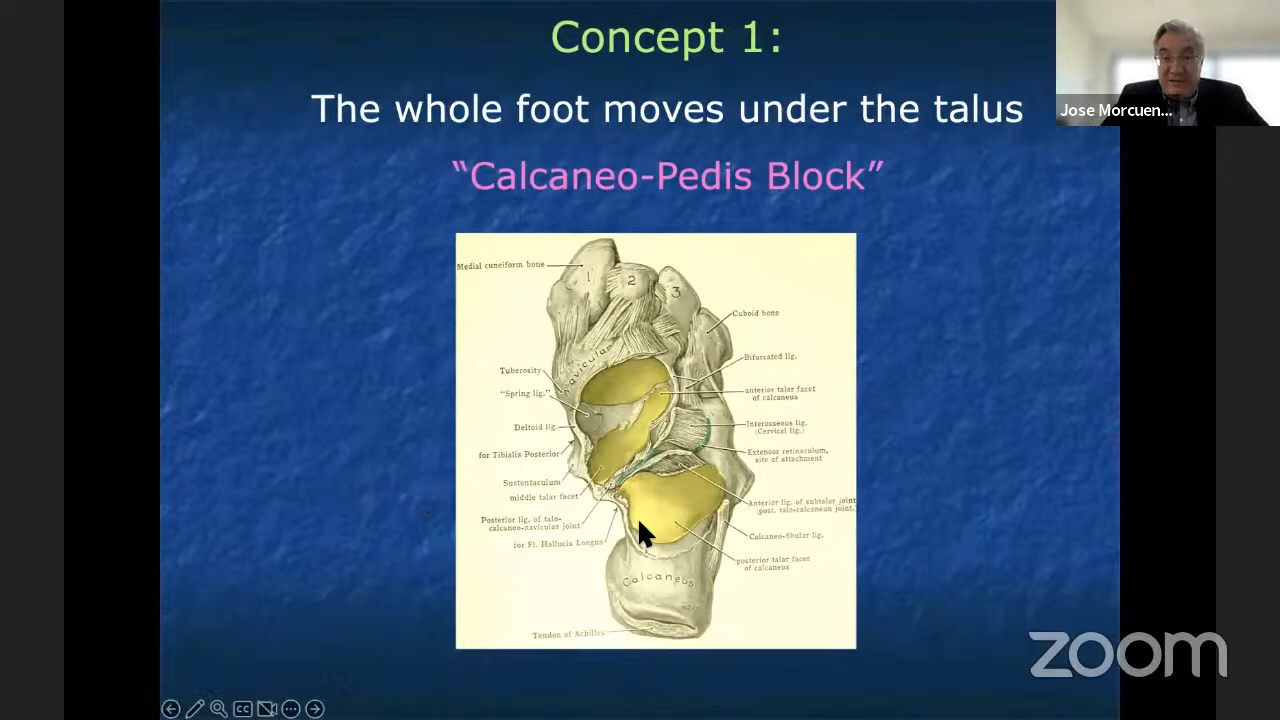 Concept 1:
The whole foot moves under the talus
“Calcaneo-Pedis Block”
Jose Morcuen...
Medial cuneiform bone
1
2
3
Cuboid bone
Navicular
Bifurcated lig.
Tuberosity
"Spring lig."
anterior talar facet
of calcaneus
Deltoid lig.
Interosseous lig.
(Cervical lig.)
for Tibialis Posterior
Extensor retinaculum,
site of attachment
Sustentaculum
middle talar facet
Anterior lig. of subtalar joint
(post. talo-calcanean joint.)
Posterior lig. of talo-
calcaneo-navicular joint
Calcaneo-fibular lig.
for Fl. Hallucis Longus
posterior talar facet
of calcaneus
Calcaneus
Tendon of Achilles
zoom
CC